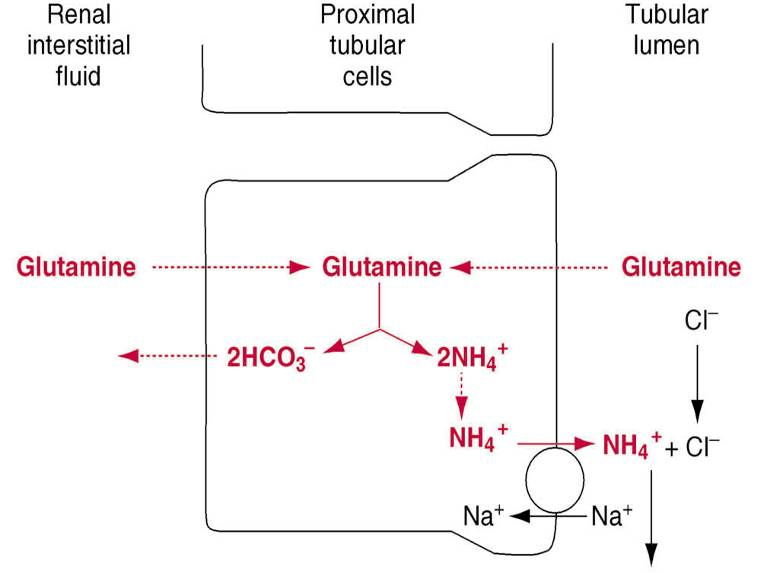 Renal
interstitial
fluid
Proximal
tubular
cells
Tubular
lumen
Glutamine
Glutamine
Glutamine
Cl⁻
2HCO₃⁻
2NH₄⁺
NH₄⁺
NH₄⁺ + Cl⁻
Na⁺
Na⁺